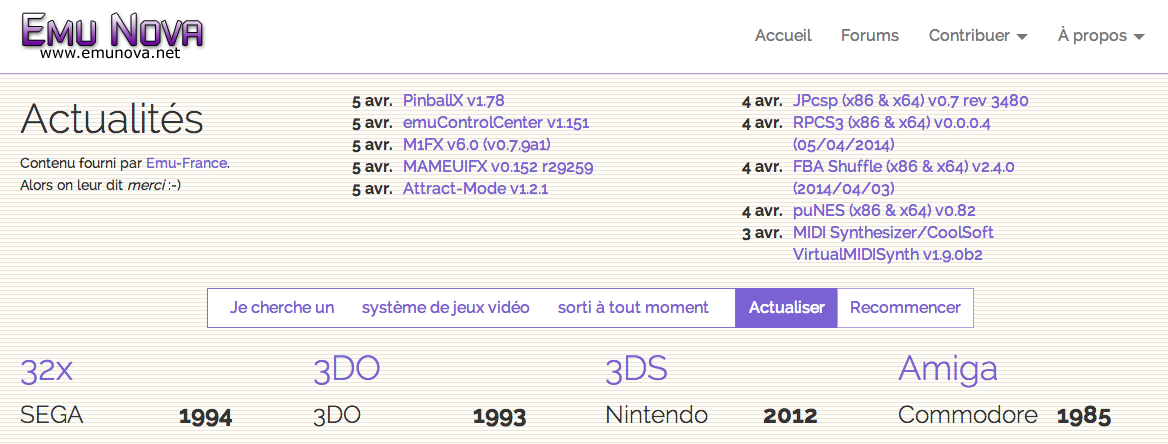 Emu Nova
www.emunova.net
Accueil Forums Contribuer À propos
Actualités
Contenu fourni par Emu-France.
Alors on leur dit merci :-)
5 avr. PinballX v1.78
5 avr. emuControlCenter v1.151
5 avr. M1FX v6.0 (v0.7.9a1)
5 avr. MAMEUIFX v0.152 r29259
5 avr. Attract-Mode v1.2.1
4 avr. JPcsp (x86 & x64) v0.7 rev 3480
4 avr. RPCS3 (x86 & x64) v0.0.0.4
(05/04/2014)
4 avr. FBA Shuffle (x86 & x64) v2.4.0
(2014/04/03)
4 avr. puNES (x86 & x64) v0.82
3 avr. MIDI Synthesizer/CoolSoft
VirtualMIDISynth v1.9.0b2
Je cherche un système de jeux vidéo sorti à tout moment Actualiser Recommencer
32x
SEGA 1994
3DO
3DO 1993
3DS
Nintendo 2012
Amiga
Commodore 1985